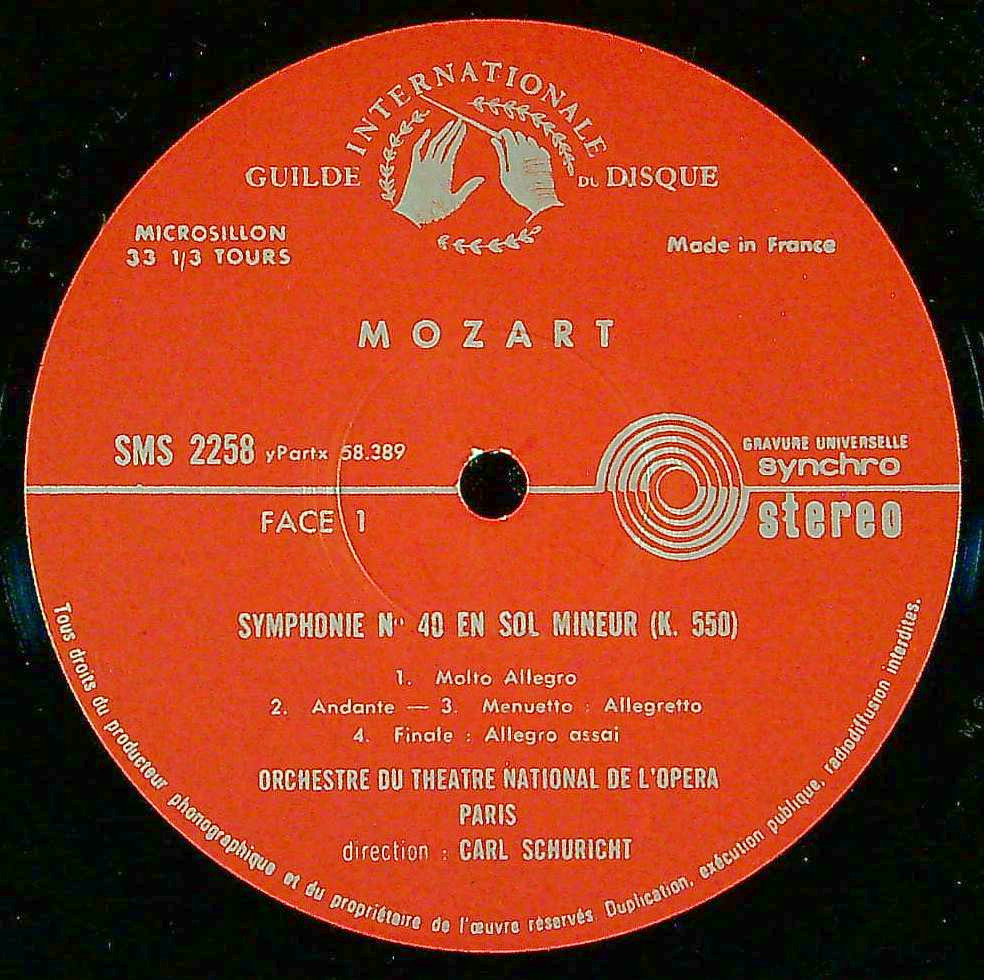 INTERNATIONALE
GUILDE DU DISQUE
MICROSILLON
33 1/3 TOURS
Made in France
MOZART
SMS 2258 yPartx 58.389
GRAVURE UNIVERSELLE
synchro
stereo
FACE 1
SYMPHONIE N° 40 EN SOL MINEUR (K. 550)
1. Molto Allegro
2. Andante — 3. Menuetto : Allegretto
4. Finale : Allegro assai
ORCHESTRE DU THEATRE NATIONAL DE L'OPERA
PARIS
direction : CARL SCHURICHT
Tous droits du producteur phonographique et du propriétaire de l'œuvre réservés Duplication, exécution publique, radiodiffusion interdites.